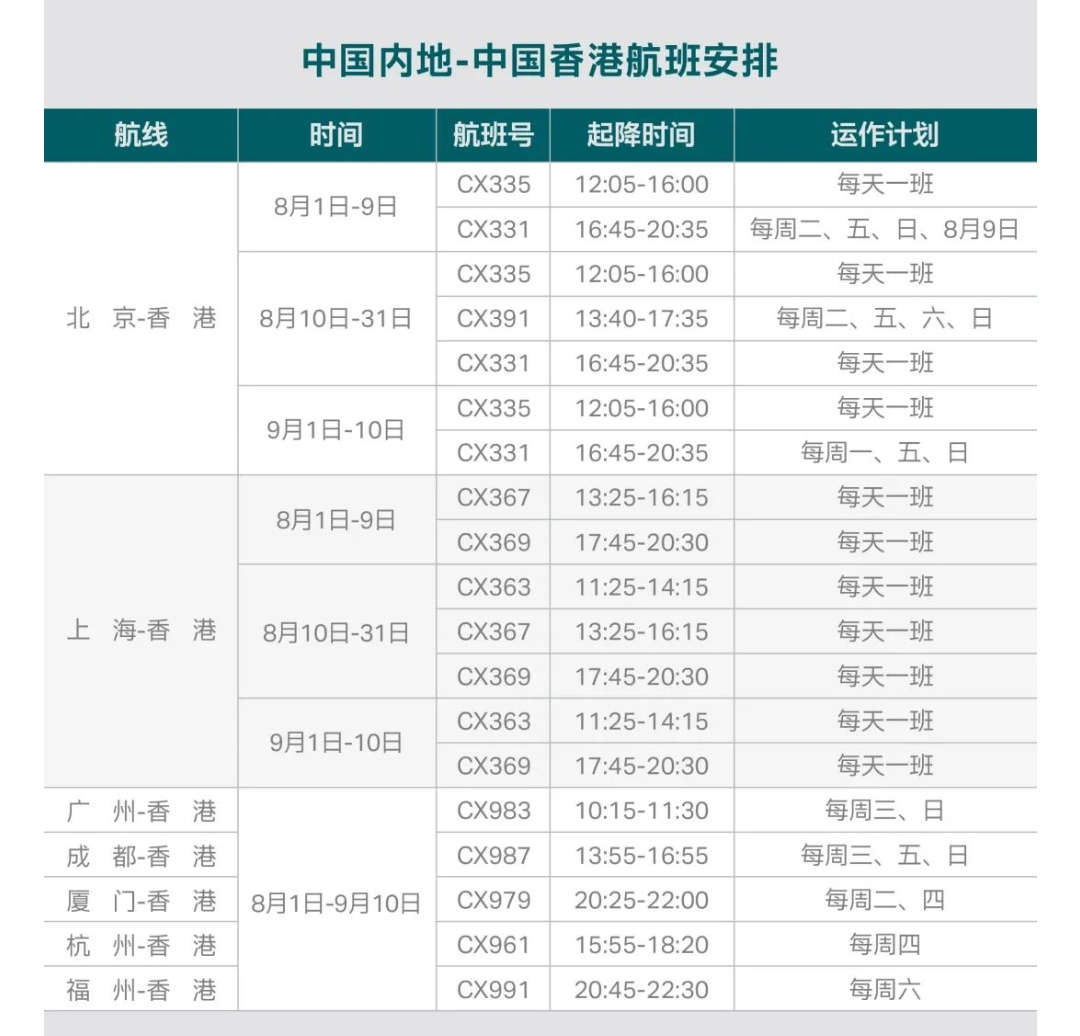 中国内地-中国香港航班安排
航线 时间 航班号 起降时间 运作计划
北 京-香 港 8月1日-9日 CX335 12:05-16:00 每天一班
CX331 16:45-20:35 每周二、五、日、8月9日
8月10日-31日 CX335 12:05-16:00 每天一班
CX391 13:40-17:35 每周二、五、六、日
CX331 16:45-20:35 每天一班
9月1日-10日 CX335 12:05-16:00 每天一班
CX331 16:45-20:35 每周一、五、日
上 海-香 港 8月1日-9日 CX367 13:25-16:15 每天一班
CX369 17:45-20:30 每天一班
8月10日-31日 CX363 11:25-14:15 每天一班
CX367 13:25-16:15 每天一班
CX369 17:45-20:30 每天一班
9月1日-10日 CX363 11:25-14:15 每天一班
CX369 17:45-20:30 每天一班
广 州-香 港 8月1日-9月10日 CX983 10:15-11:30 每周三、日
成 都-香 港 CX987 13:55-16:55 每周三、五、日
厦 门-香 港 CX979 20:25-22:00 每周二、四
杭 州-香 港 CX961 15:55-18:20 每周四
福 州-香 港 CX991 20:45-22:30 每周六